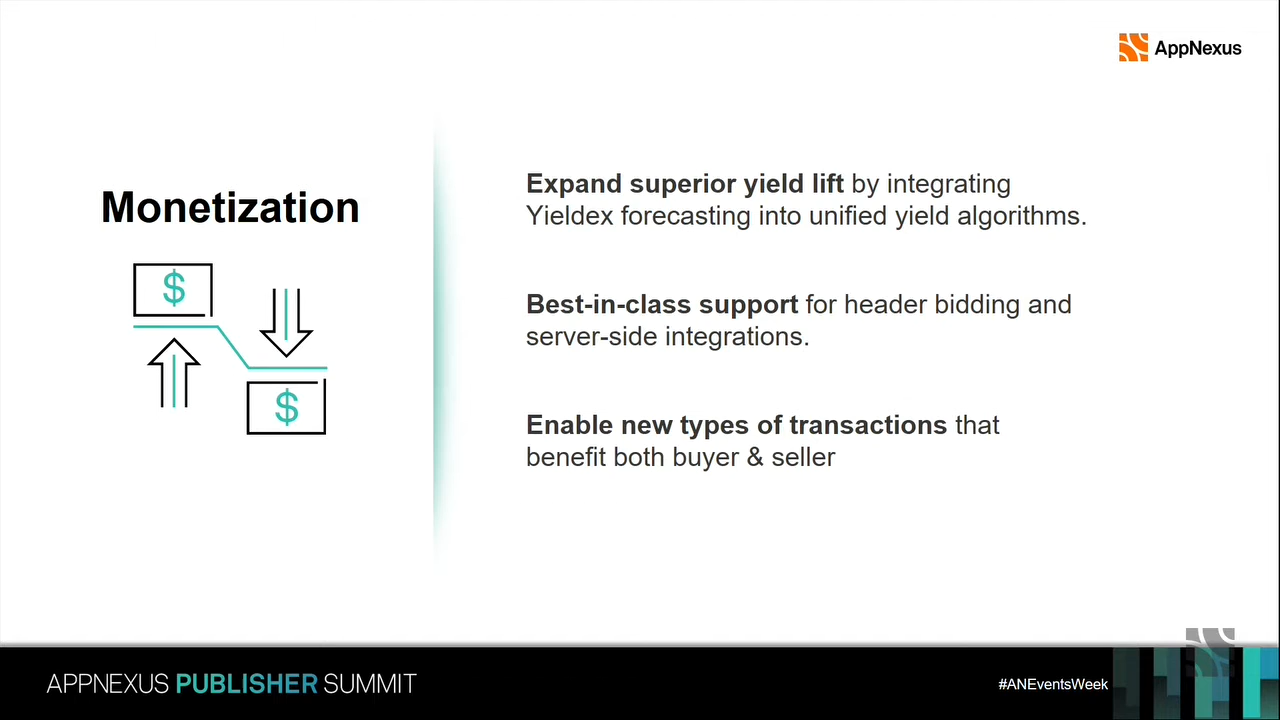 AppNexus
Monetization
$
$
Expand superior yield lift by integrating
Yieldex forecasting into unified yield algorithms.
Best-in-class support for header bidding and
server-side integrations.
Enable new types of transactions that
benefit both buyer & seller
APPNEXUS PUBLISHER SUMMIT
#ANEventsWeek